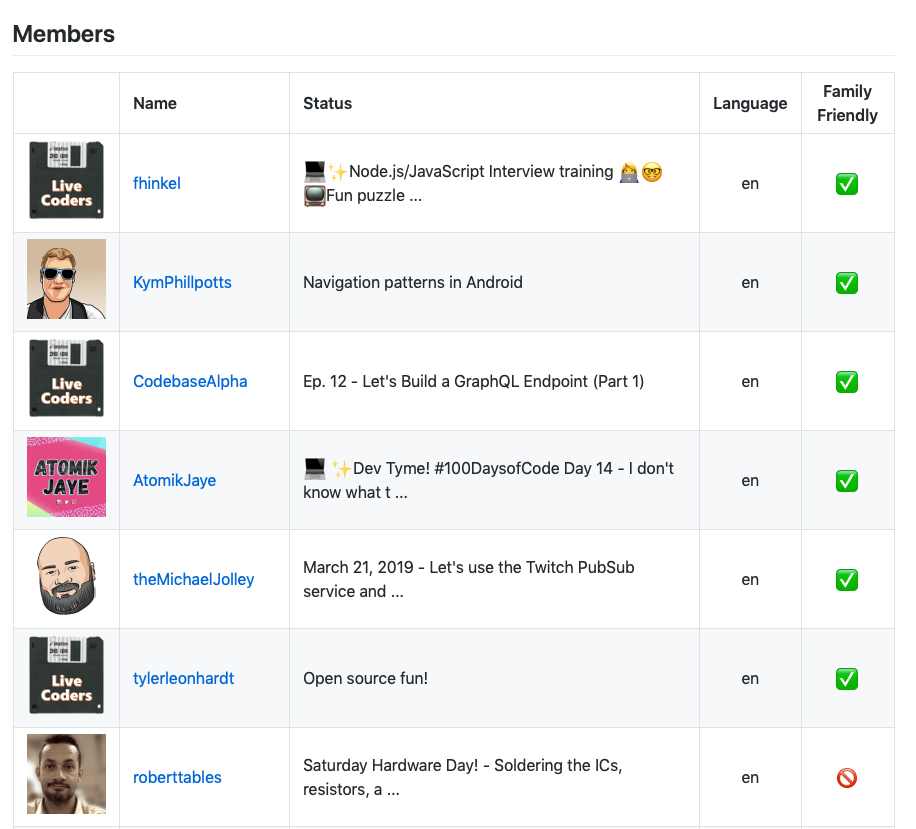 Members
Name
Status
Language
Family
Friendly
Live
Coders
fhinkel
💻✨Node.js/JavaScript Interview training 👩‍💻🤓
📺Fun puzzle ...
en
✅
KymPhillpotts
Navigation patterns in Android
en
✅
Live
Coders
CodebaseAlpha
Ep. 12 - Let's Build a GraphQL Endpoint (Part 1)
en
✅
ATOMIK
JAYE
AtomikJaye
💻 ✨Dev Tyme! #100DaysofCode Day 14 - I don't
know what t ...
en
✅
theMichaelJolley
March 21, 2019 - Let's use the Twitch PubSub
service and ...
en
✅
Live
Coders
tylerleonhardt
Open source fun!
en
✅
roberttables
Saturday Hardware Day! - Soldering the ICs,
resistors, a ...
en
🚫